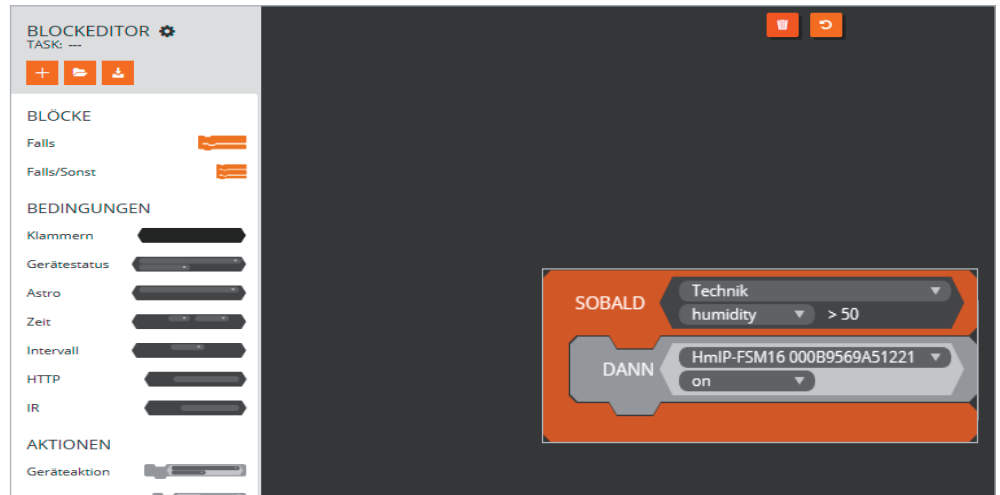 BLOCKEDITOR
TASK: ---
BLÖCKE
Falls
Falls/Sonst
BEDINGUNGEN
Klammern
Gerätestatus
Astro
Zeit
Intervall
HTTP
IR
AKTIONEN
Geräteaktion
SOBALD
Technik
humidity > 50
DANN
HmIP-FSM16 000B9569A51221
on